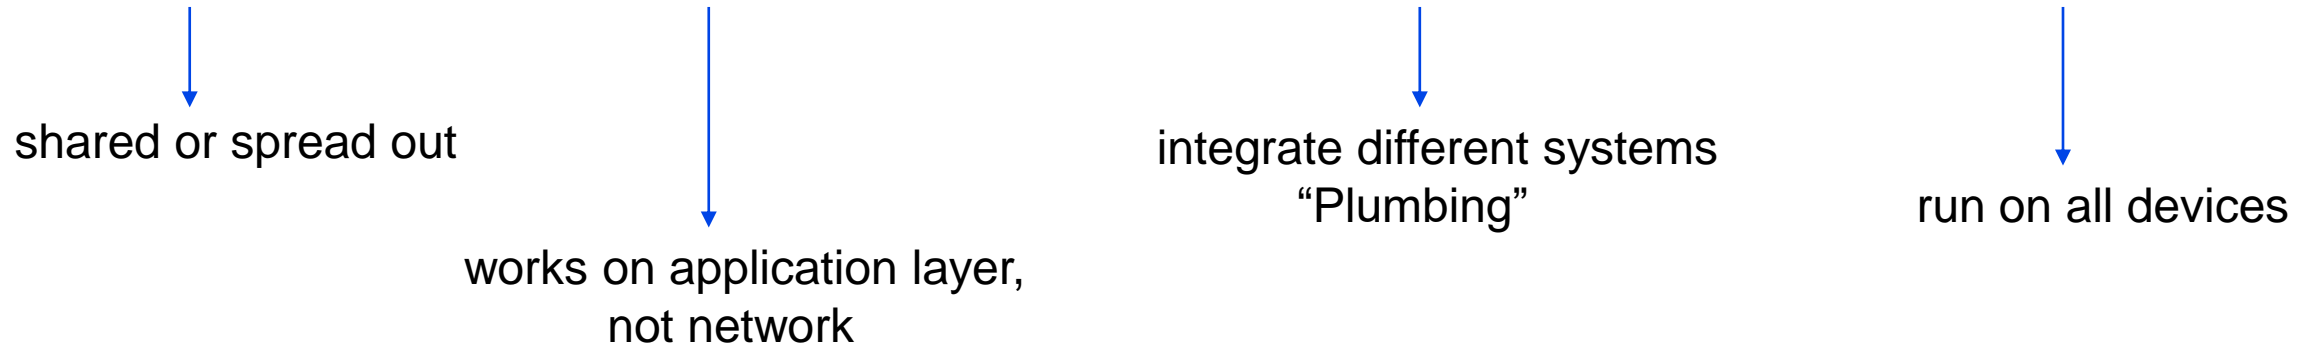 shared or spread out
works on application layer,
not network
integrate different systems
“Plumbing”
run on all devices